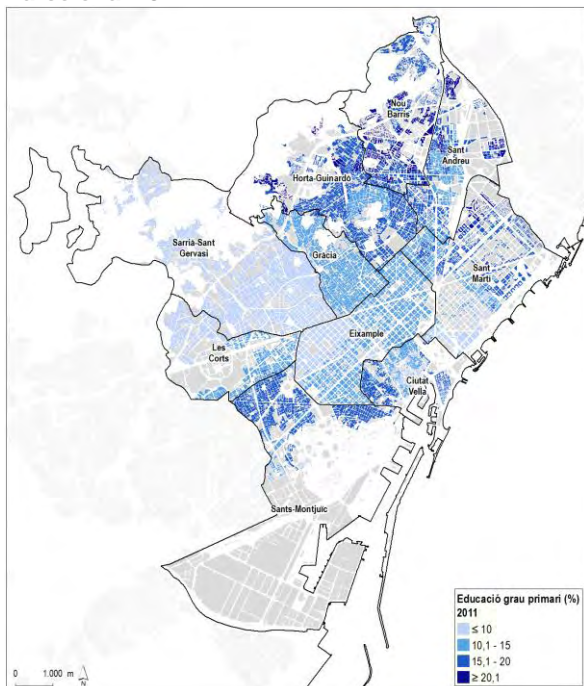 Nou
Barris
Sant
Andreu
Horta-Guinardó
Sarrià-Sant
Gervasi
Gràcia
Sant
Martí
Eixample
Les
Corts
Ciutat
Vella
Sants-Montjuïc
Educació grau primari (%)
2011
≤ 10
10,1 - 15
15,1 - 20
≥ 20,1
0 1.000 m
N